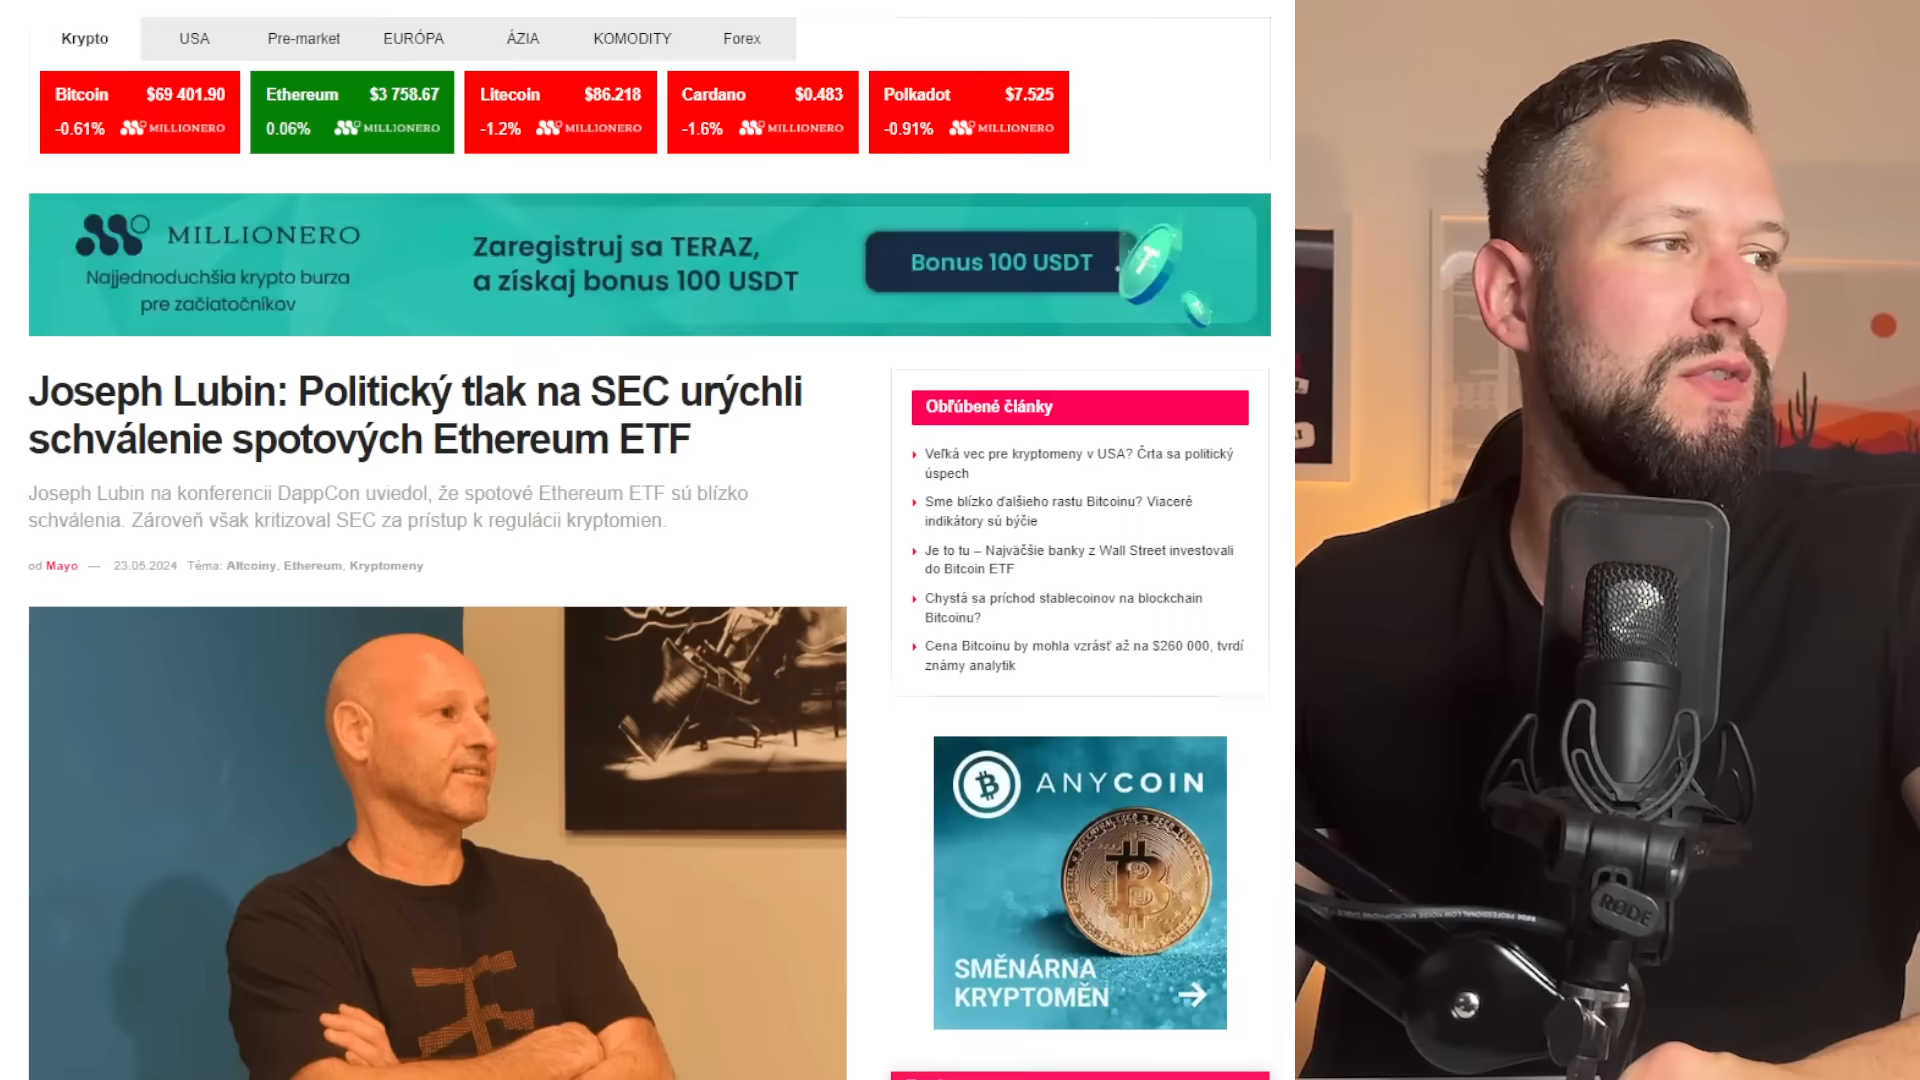 Krypto
USA
Pre-market
EURÓPA
ÁZIA
KOMODITY
Forex
Bitcoin $69 401.90
-0.61% MILLIONERO
Ethereum $3 758.67
0.06% MILLIONERO
Litecoin $86.218
-1.2% MILLIONERO
Cardano $0.483
-1.6% MILLIONERO
Polkadot $7.525
-0.91% MILLIONERO
MILLIONERO
Najjednoduchšia krypto burza
pre začiatočníkov
Zaregistruj sa TERAZ,
a získaj bonus 100 USDT
Bonus 100 USDT
Joseph Lubin: Politický tlak na SEC urýchli
schválenie spotových Ethereum ETF
Joseph Lubin na konferencii DappCon uviedol, že spotové Ethereum ETF sú blízko
schválenia. Zároveň však kritizoval SEC za prístup k regulácii kryptomien.
od Mayo — 23.05.2024 Téma: Altcoiny, Ethereum, Kryptomeny
Obľúbené články
Veľká vec pre kryptomeny v USA? Črta sa politický
úspech
Sme blízko ďalšieho rastu Bitcoinu? Viaceré
indikátory sú býčie
Je to tu – Najväčšie banky z Wall Street investovali
do Bitcoin ETF
Chystá sa príchod stablecoinov na blockchain
Bitcoinu?
Cena Bitcoinu by mohla vzrásť až na $260 000, tvrdí
známy analytik
ANYCOIN
SMĚNÁRNA
KRYPTOMĚN
RØDE